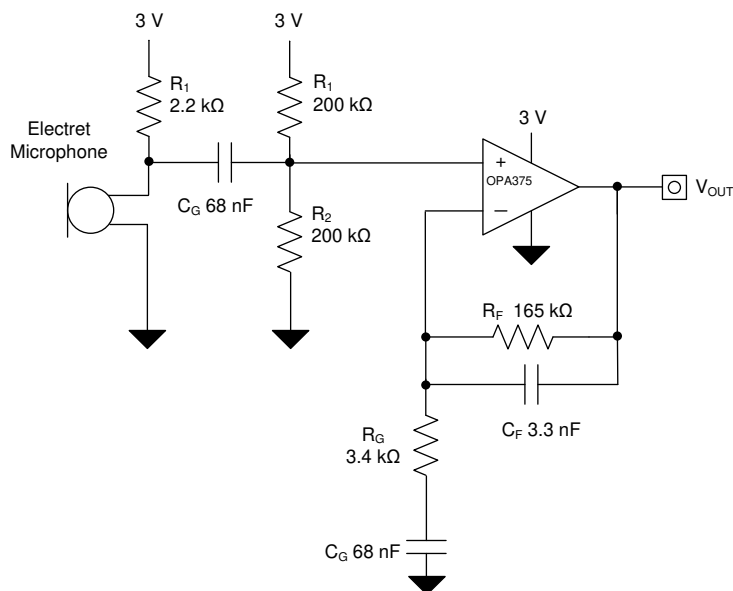 3 V
3 V
R1
2.2 kΩ
R1
200 kΩ
Electret
Microphone
3 V
+
OPA375
−
VOUT
CG 68 nF
R2
200 kΩ
RF 165 kΩ
CF 3.3 nF
RG
3.4 kΩ
CG 68 nF